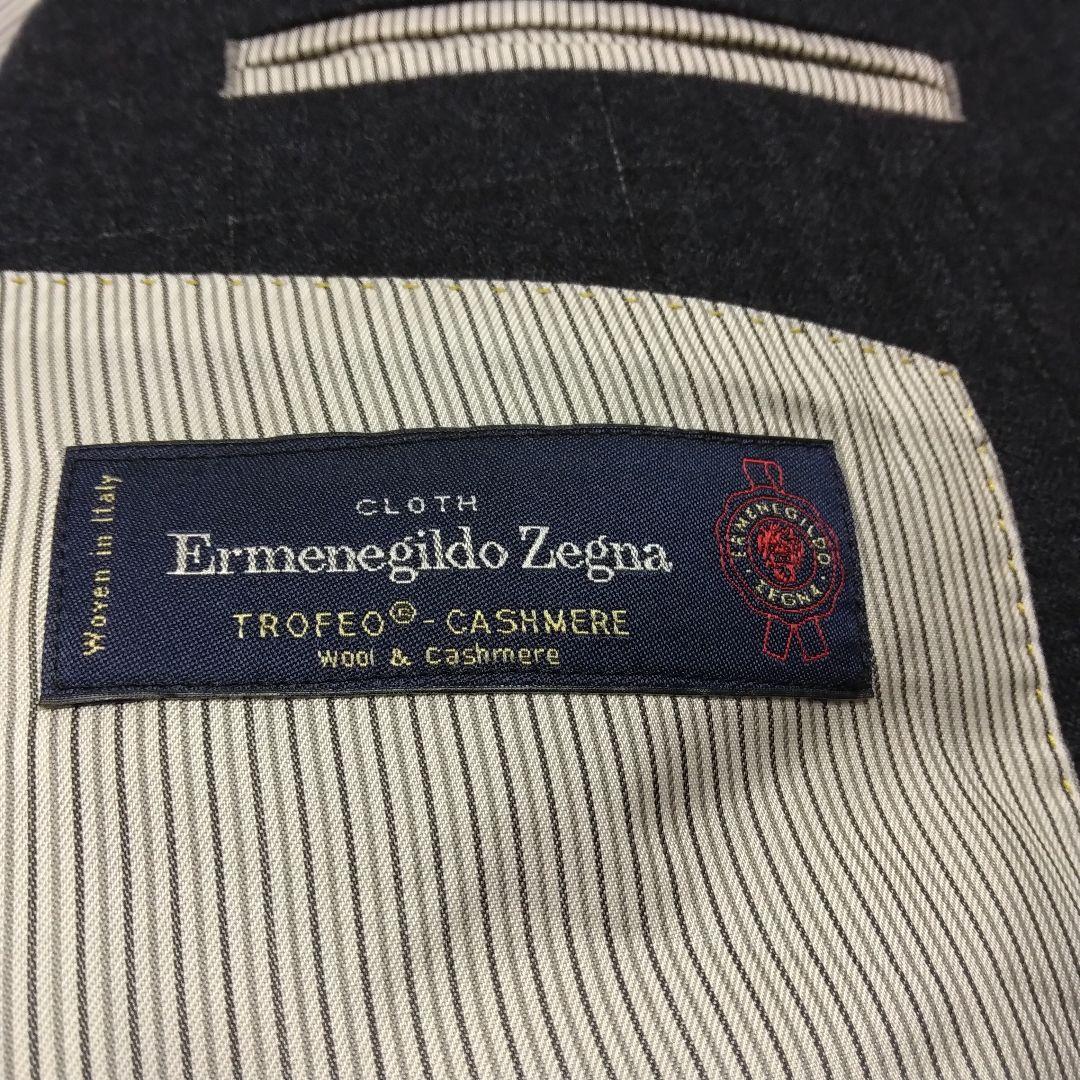 Woven in Italy
CLOTH
Ermenegildo Zegna
TROFEO®-CASHMERE
Wool & Cashmere
ERMENEGILDO
ZEGNA